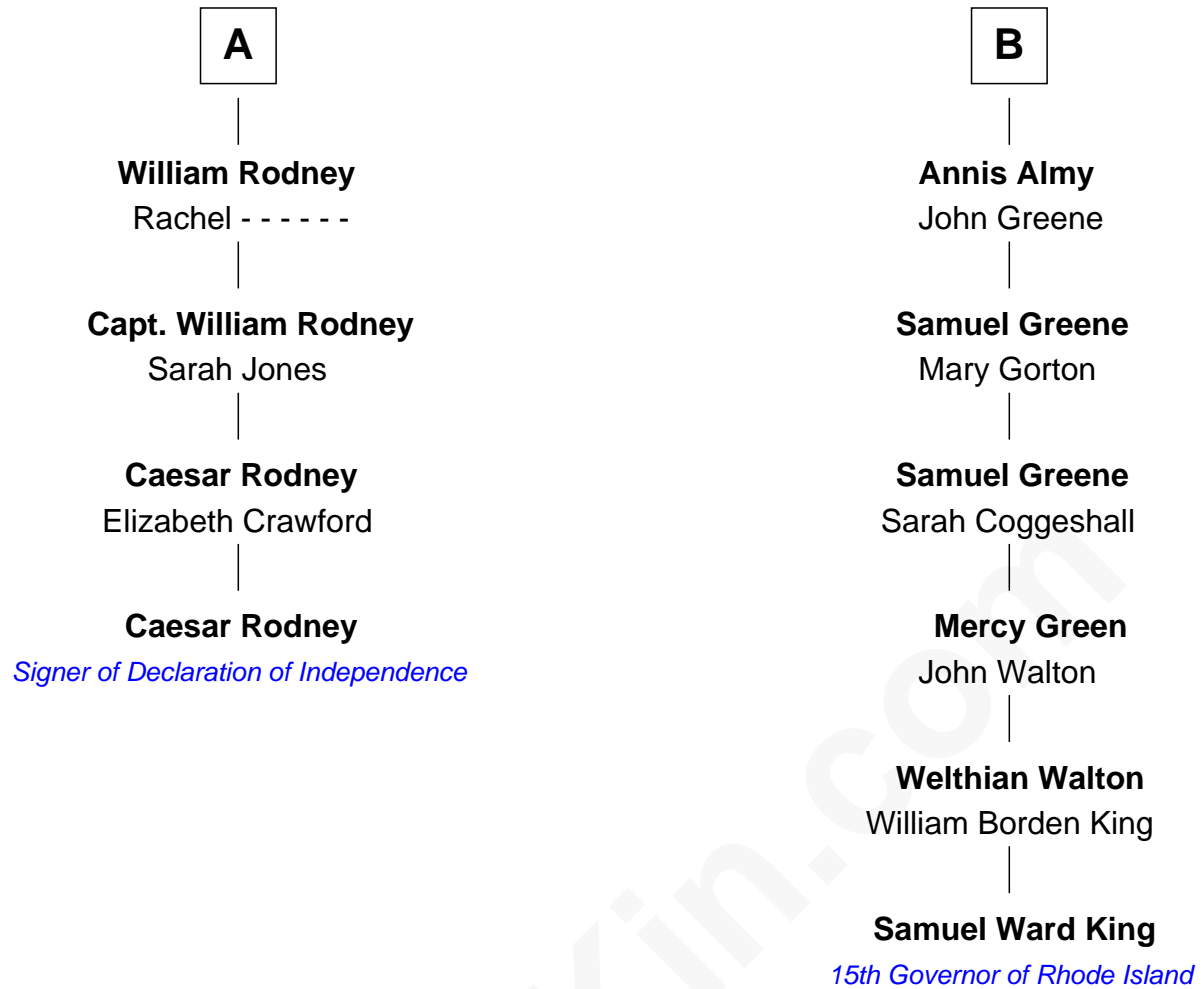 A
William Rodney
Rachel - - - - - -
Capt. William Rodney
Sarah Jones
Caesar Rodney
Elizabeth Crawford
Caesar Rodney
Signer of Declaration of Independence
B
Annis Almy
John Greene
Samuel Greene
Mary Gorton
Samuel Greene
Sarah Coggeshall
Mercy Green
John Walton
Welthian Walton
William Borden King
Samuel Ward King
15th Governor of Rhode Island
in.com